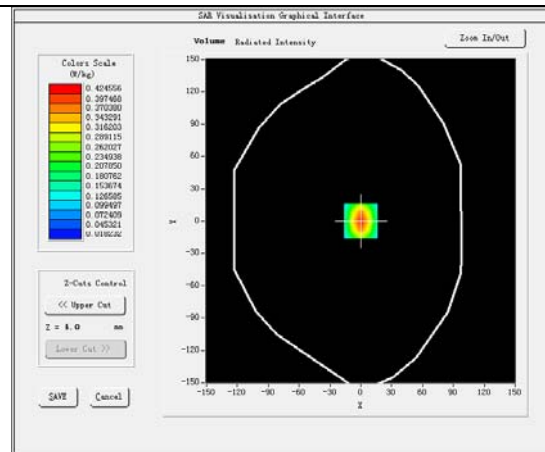 SAR Visualisation Graphical Interface
Volume Radiated Intensity
Zoom In/Out
Colors Scale
(W/kg)
0.424556
0.397468
0.370380
0.343291
0.316203
0.289115
0.262027
0.234938
0.207850
0.180762
0.153674
0.126585
0.099497
0.072409
0.045321
0.018232
150
120
90
60
30
0
-30
-60
-90
-120
-150
Y
-150 -120 -90 -60 -30 0 30 60 90 120 150
X
Z-Cuts Control
<< Upper Cut
Z = 4.0 mm
Lower Cut >>
SAVE Cancel